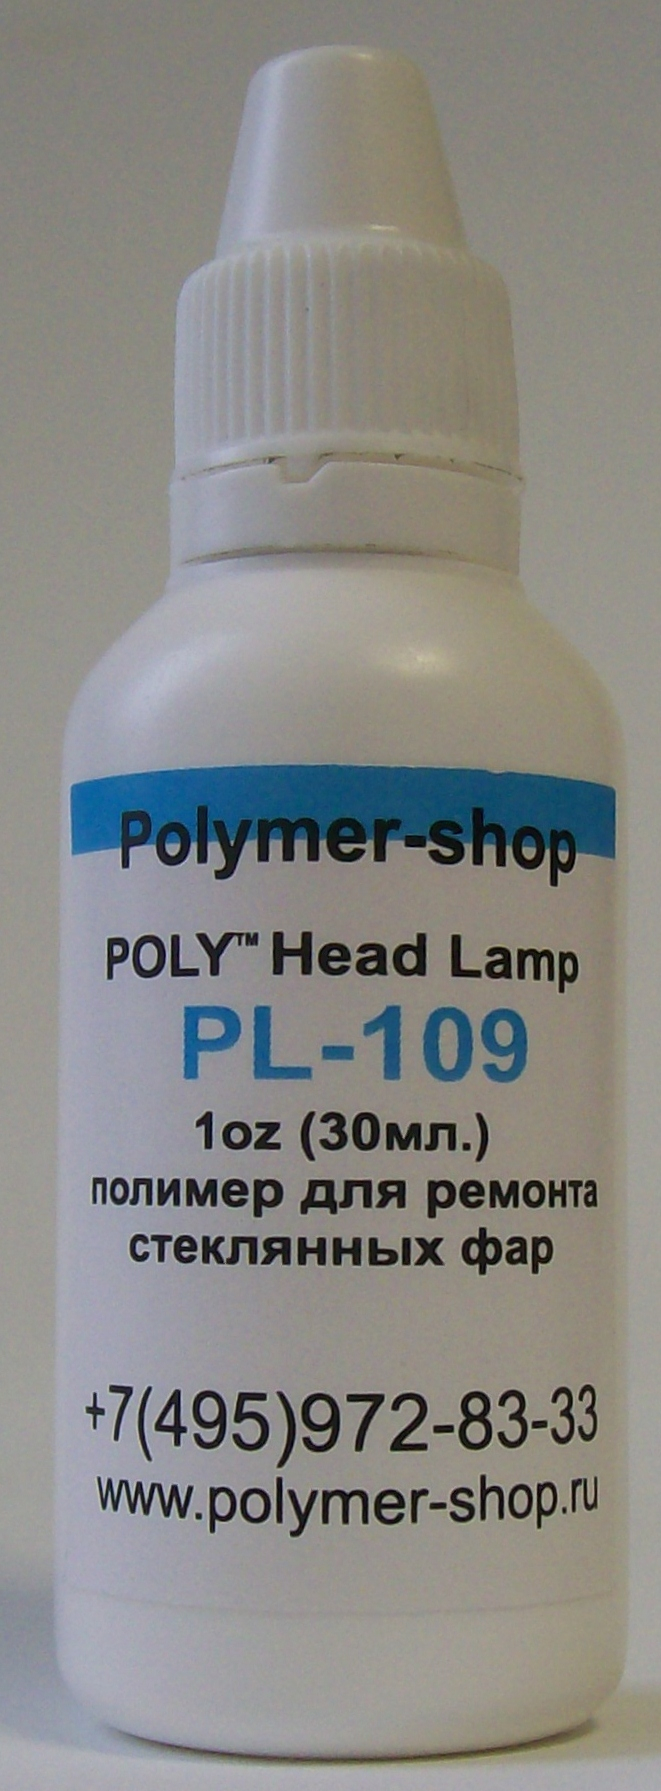 Polymer-shop
POLY™ Head Lamp
PL-109
1oz (30мл.)
полимер для ремонта
стеклянных фар
+7(495)972-83-33
www.polymer-shop.ru